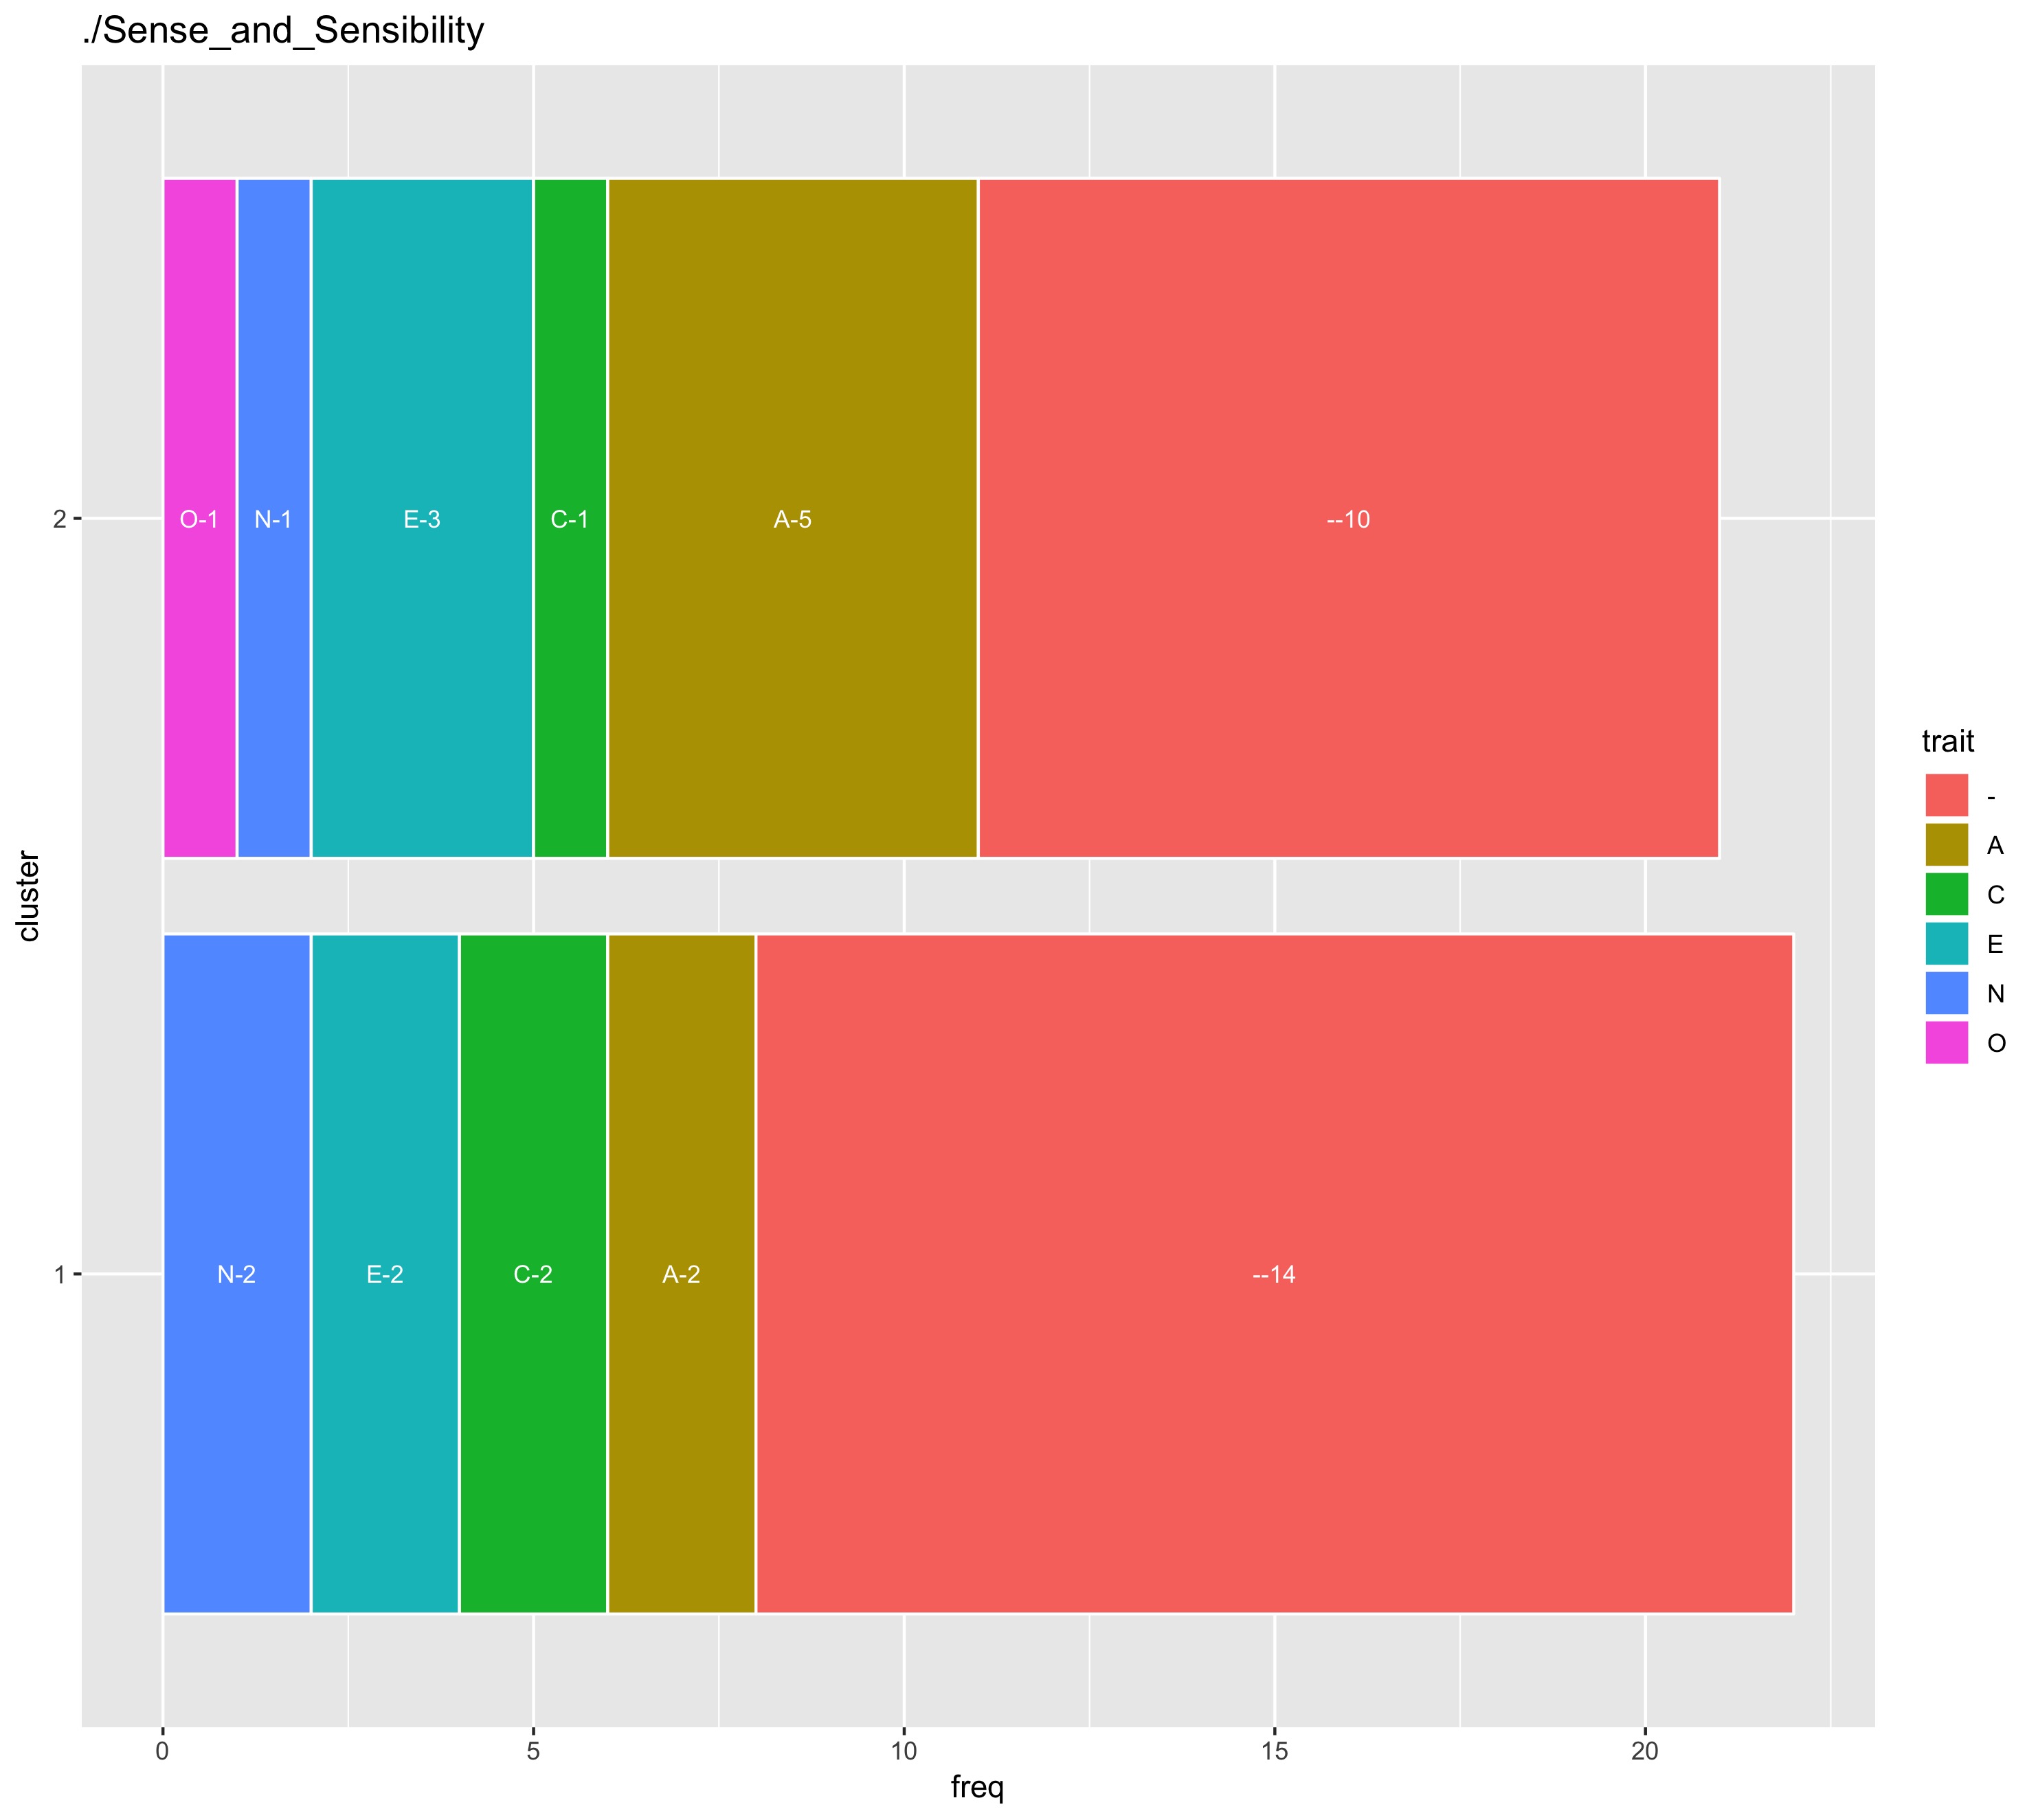 ./Sense_and_Sensibility
2
O-1 N-1 E-3 C-1 A-5 --10
1
N-2 E-2 C-2 A-2 --14
cluster
0 5 10 15 20
freq
trait
-
A
C
E
N
O